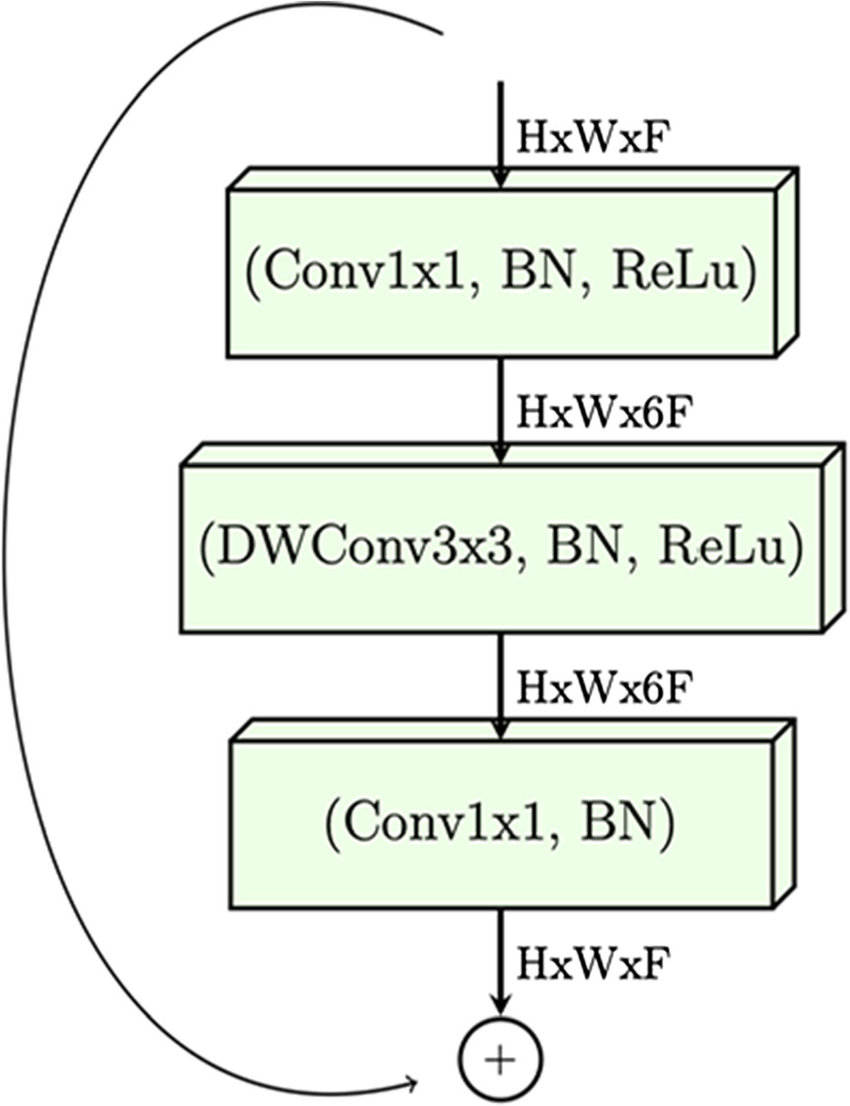 HxWxF
(Conv1x1, BN, ReLu)
HxWx6F
(DWConv3x3, BN, ReLu)
HxWx6F
(Conv1x1, BN)
HxWxF
+